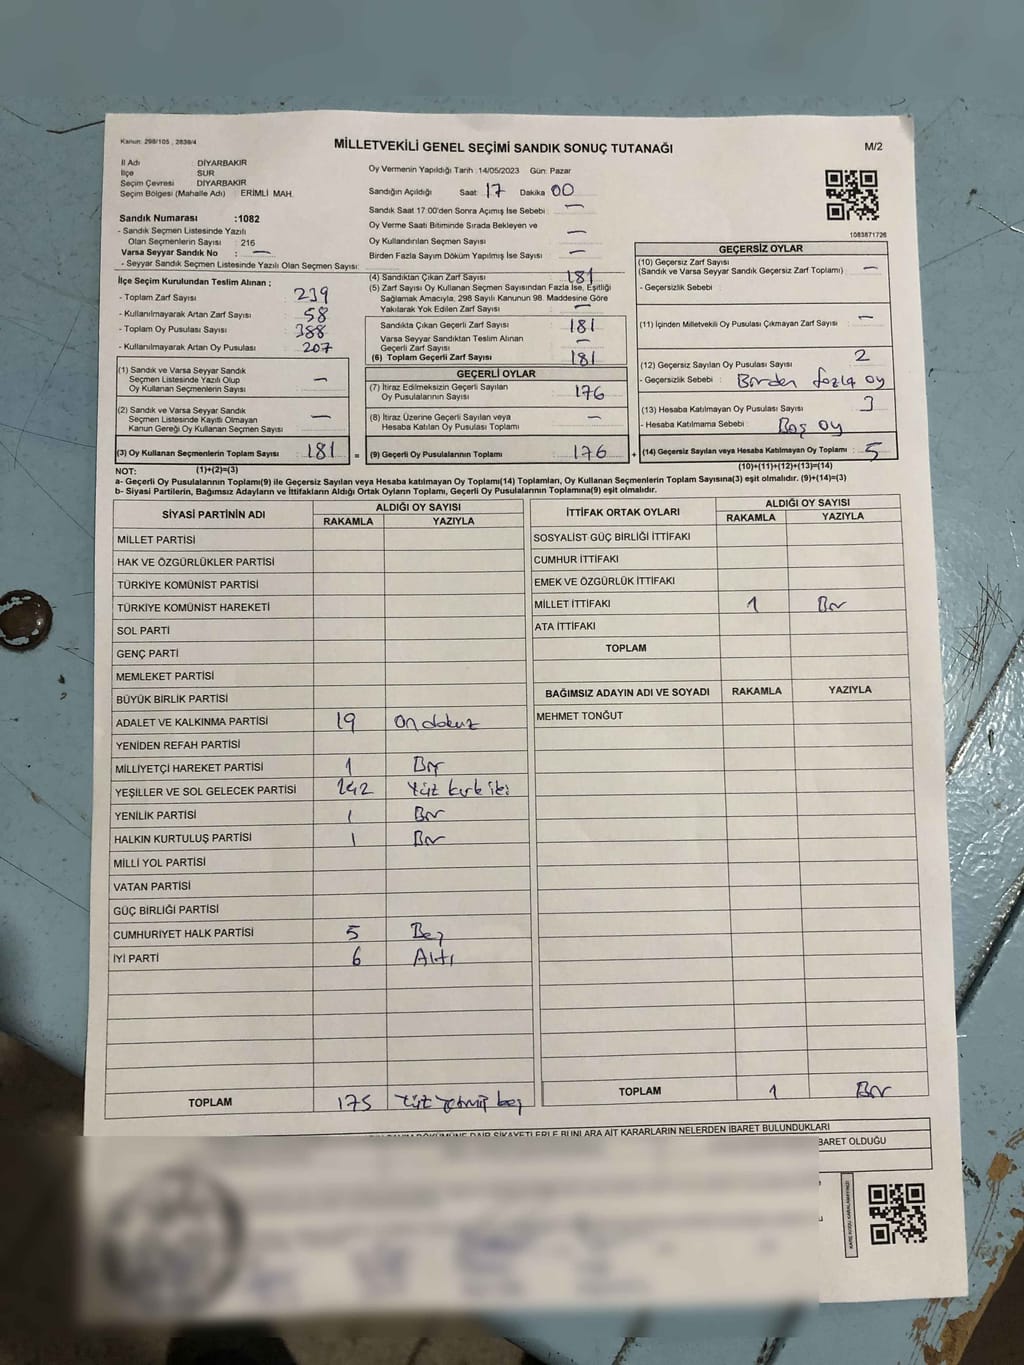 Kanun: 298/105 , 2839/4
MİLLETVEKİLİ GENEL SEÇİMİ SANDIK SONUÇ TUTANAĞI
M/2
İl Adı : DİYARBAKIR
İlçe : SUR
Seçim Çevresi : DİYARBAKIR
Seçim Bölgesi (Mahalle Adı) : ERİMLİ MAH.
Sandık Numarası :1082
- Sandık Seçmen Listesinde Yazılı
Olan Seçmenlerin Sayısı : 216
Varsa Seyyar Sandık No : —
- Seyyar Sandık Seçmen Listesinde Yazılı Olan Seçmen Sayısı:
Oy Vermenin Yapıldığı Tarih :14/05/2023 Gün: Pazar
Sandığın Açıldığı Saat : 17 Dakika : 00
Sandık Saat 17:00'den Sonra Açımış İse Sebebi : —
Oy Verme Saati Bitiminde Sırada Bekleyen ve
Oy Kullandırılan Seçmen Sayısı : —
Birden Fazla Sayım Döküm Yapılmış İse Sayısı : —
1083871726
İlçe Seçim Kurulundan Teslim Alınan ;
- Toplam Zarf Sayısı : 239
- Kullanılmayarak Artan Zarf Sayısı : 58
- Toplam Oy Pusulası Sayısı : 388
- Kullanılmayarak Artan Oy Pusulası : 207
(1) Sandık ve Varsa Seyyar Sandık
Seçmen Listesinde Yazılı Olup
Oy Kullanan Seçmenlerin Sayısı : —
(2) Sandık ve Varsa Seyyar Sandık
Seçmen Listesinde Kayıtlı Olmayan
Kanun Gereği Oy Kullanan Seçmen Sayısı : —
(3) Oy Kullanan Seçmenlerin Toplam Sayısı : 181 =
(4) Sandıktan Çıkan Zarf Sayısı : 181
(5) Zarf Sayısı Oy Kullanan Seçmen Sayısından Fazla İse, Eşitliği
Sağlamak Amacıyla, 298 Sayılı Kanunun 98. Maddesine Göre
Yakılarak Yok Edilen Zarf Sayısı : —
Sandıkta Çıkan Geçerli Zarf Sayısı : 181
Varsa Seyyar Sandıktan Teslim Alınan
Geçerli Zarf Sayısı : —
(6) Toplam Geçerli Zarf Sayısı : 181
GEÇERLİ OYLAR
(7) İtiraz Edilmeksizin Geçerli Sayılan
Oy Pusulalarının Sayısı : 176
(8) İtiraz Üzerine Geçerli Sayılan veya
Hesaba Katılan Oy Pusulası Toplamı : —
(9) Geçerli Oy Pusulalarının Toplamı : 176 +
GEÇERSİZ OYLAR
(10) Geçersiz Zarf Sayısı
(Sandık ve Varsa Seyyar Sandık Geçersiz Zarf Toplamı) : —
- Geçersizlik Sebebi :
(11) İçinden Milletvekili Oy Pusulası Çıkmayan Zarf Sayısı : —
(12) Geçersiz Sayılan Oy Pusulası Sayısı : 2
- Geçersizlik Sebebi : Birden fazla oy
(13) Hesaba Katılmayan Oy Pusulası Sayısı : 3
- Hesaba Katılmama Sebebi : Boş oy
(14) Geçersiz Sayılan veya Hesaba Katılmayan Oy Toplamı : 5
NOT: (1)+(2)=(3)
(10)+(11)+(12)+(13)=(14)
a- Geçerli Oy Pusulalarının Toplamı(9) ile Geçersiz Sayılan veya Hesaba katılmayan Oy Toplamı(14) Toplamları, Oy Kullanan Seçmenlerin Toplam Sayısına(3) eşit olmalıdır. (9)+(14)=(3)
b- Siyasi Partilerin, Bağımsız Adayların ve İttifakların Aldığı Ortak Oyların Toplamı, Geçerli Oy Pusulalarının Toplamına(9) eşit olmalıdır.
SİYASİ PARTİNİN ADI ALDIĞI OY SAYISI
RAKAMLA YAZIYLA
MİLLET PARTİSİ
HAK VE ÖZGÜRLÜKLER PARTİSİ
TÜRKİYE KOMÜNİST PARTİSİ
TÜRKİYE KOMÜNİST HAREKETİ
SOL PARTİ
GENÇ PARTİ
MEMLEKET PARTİSİ
BÜYÜK BİRLİK PARTİSİ
ADALET VE KALKINMA PARTİSİ 19 On dokuz
YENİDEN REFAH PARTİSİ
MİLLİYETÇİ HAREKET PARTİSİ 1 Bir
YEŞİLLER VE SOL GELECEK PARTİSİ 142 Yüz kırk iki
YENİLİK PARTİSİ 1 Bir
HALKIN KURTULUŞ PARTİSİ 1 Bir
MİLLİ YOL PARTİSİ
VATAN PARTİSİ
GÜÇ BİRLİĞİ PARTİSİ
CUMHURİYET HALK PARTİSİ 5 Beş
İYİ PARTİ 6 Altı
TOPLAM 175 Yüz yetmiş beş
İTTİFAK ORTAK OYLARI ALDIĞI OY SAYISI
RAKAMLA YAZIYLA
SOSYALİST GÜÇ BİRLİĞİ İTTİFAKI
CUMHUR İTTİFAKI
EMEK VE ÖZGÜRLÜK İTTİFAKI
MİLLET İTTİFAKI 1 Bir
ATA İTTİFAKI
TOPLAM
BAĞIMSIZ ADAYIN ADI VE SOYADI RAKAMLA YAZIYLA
MEHMET TONĞUT
TOPLAM 1 Bir
DÖKÜMÜNE DAİR ŞİKAYETLERLE BUNLARA AİT KARARLARIN NELERDEN İBARET BULUNDUKLARI
İBARET OLDUĞU